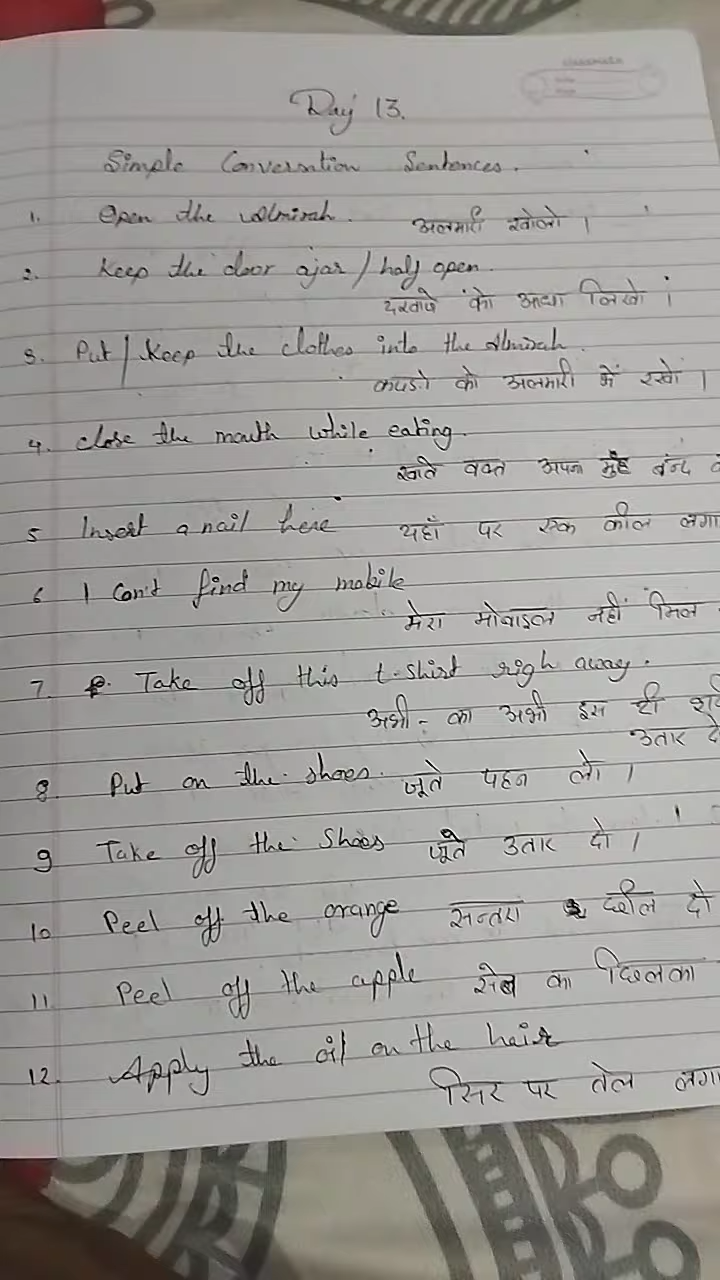 classmate
Day 13.
Simple Conversation Sentences.
1. Open the Almirah. अलमारी खोलो ।
2. Keep the door ajar / half open.
दरवाजे को आधा
3. Put / Keep the clothes into the Almirah.
कपडो को अलमारी में रखो ।
4. Close the mouth while eating.
खाते वक्त अपना मुँह बन्द
5 Insert a nail here यहाँ पर एक कील लगा
6 I Can't find my mobile
मेरा मोबाइल नहीं मिल
7. Take off this t-shirt righ away.
अभी - का अभी इस टी शर्ट
उतार दे
8 Put on the shoes. जूते पहन लो ।
9 Take off the Shoes जूते उतार दो ।
10 Peel off the orange सन्तरा छील दो
11 Peel off the apple सेब का छिलका
12. Apply the oil on the hair
सिर पर तेल लगा